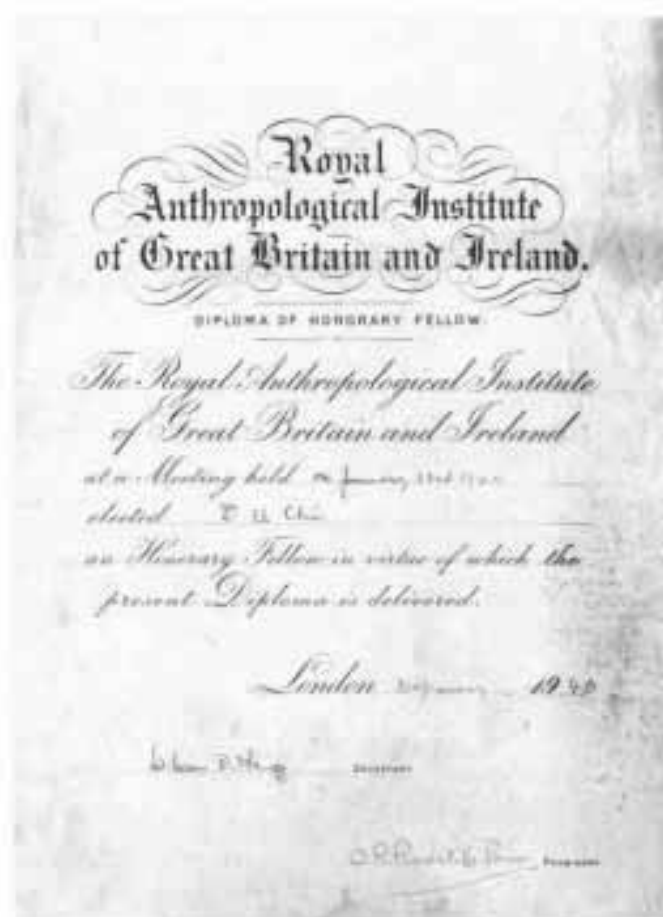 Royal
Anthropological Institute
of Great Britain and Ireland.
DIPLOMA OF HONORARY FELLOW.
The Royal Anthropological Institute
of Great Britain and Ireland
at a Meeting held
elected
an Honorary Fellow in virtue of which the
present Diploma is delivered.
London 1940